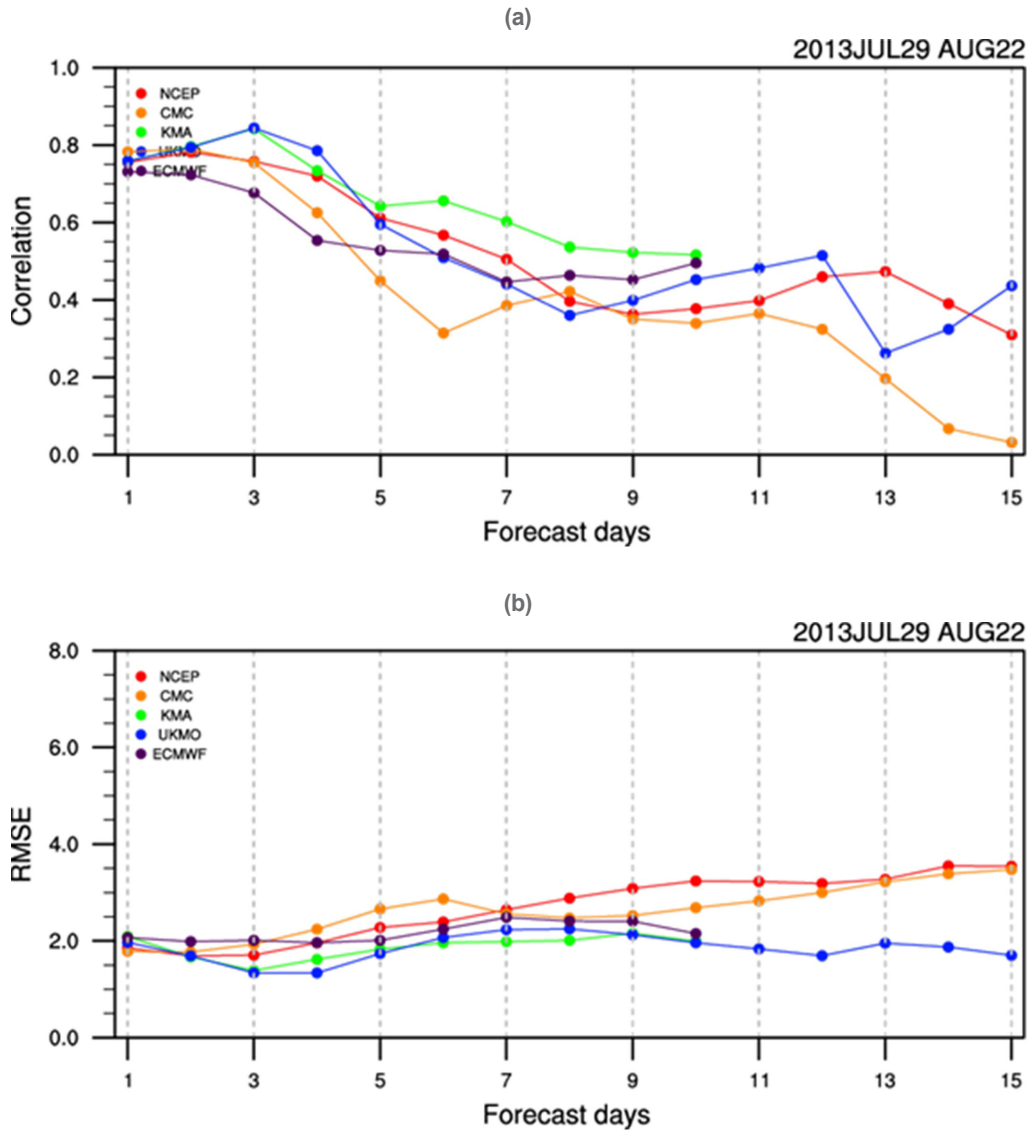 (a)
2013JUL29 AUG22
1.0
NCEP
CMC
KMA
0.8
UKMO
ECMWF
0.6
Correlation
0.4
0.2
0.0
1 3 5 7 9 11 13 15
Forecast days
(b)
2013JUL29 AUG22
8.0
NCEP
CMC
KMA
UKMO
ECMWF
6.0
RMSE
4.0
2.0
0.0
1 3 5 7 9 11 13 15
Forecast days